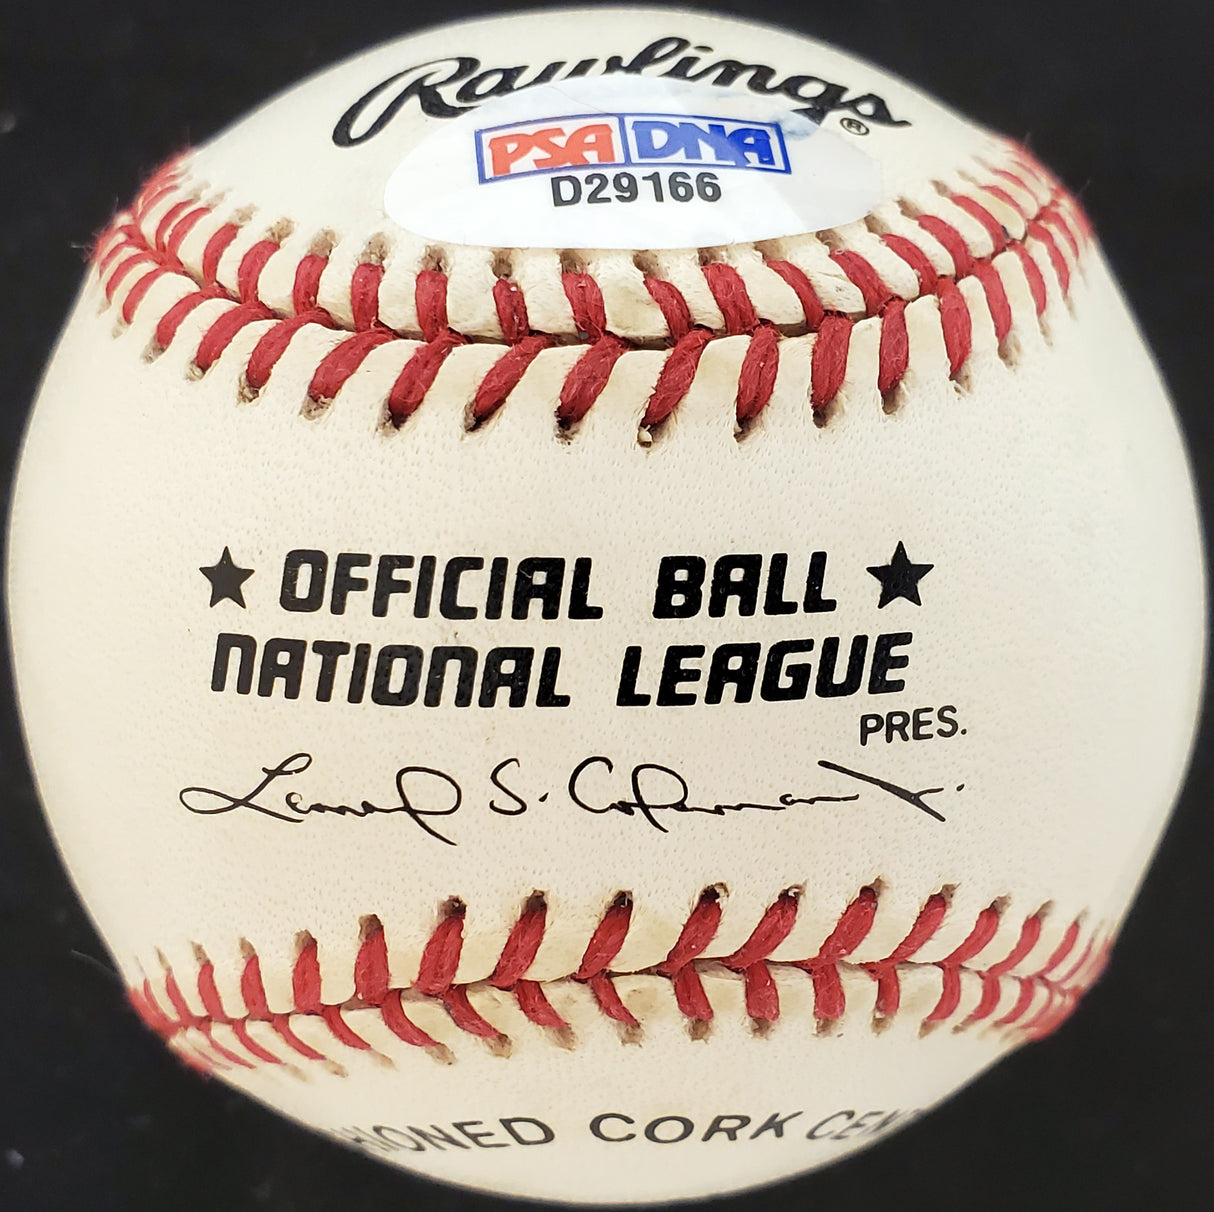 Rawlings®
PSA DNA
D29166
★ OFFICIAL BALL ★
NATIONAL LEAGUE
PRES.
Leonard S. Coleman Jr.
CORK